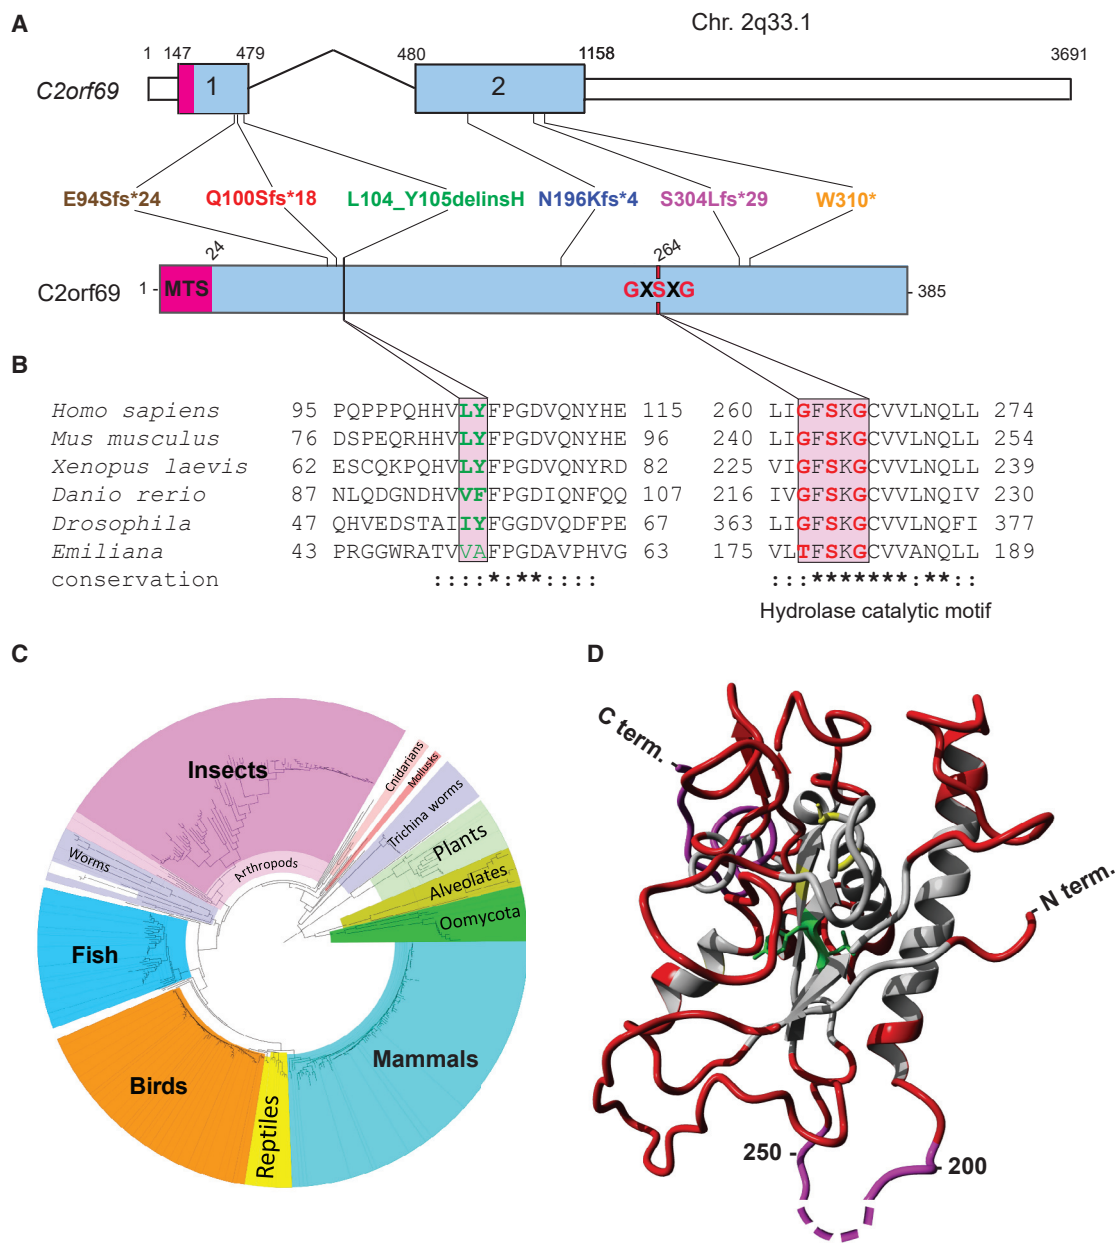 A
Chr. 2q33.1
1 147 479 480 1158 3691
C2orf69 1 2
E94Sfs*24 Q100Sfs*18 L104_Y105delinsH N196Kfs*4 S304Lfs*29 W310*
24 264
C2orf69 1 - MTS GXSXG - 385
B
Homo sapiens 95 PQPPPQHHVLYFPGDVQNYHE 115 260 LIGFSKGCVVLNQLL 274
Mus musculus 76 DSPEQRHHVLYFPGDVQNYHE 96 240 LIGFSKGCVVLNQLL 254
Xenopus laevis 62 ESCQKPQHVLYFPGDVQNYRD 82 225 VIGFSKGCVVLNQLL 239
Danio rerio 87 NLQDGNDHVVFFPGDIQNFQQ 107 216 IVGFSKGCVVLNQIV 230
Drosophila 47 QHVEDSTAIIYFGGDVQDFPE 67 363 LIGFSKGCVVLNQFI 377
Emiliana 43 PRGGWRATVVAFPGDAVPHVG 63 175 VLTFSKGCVVANQLL 189
conservation ::::*:**:::: :::*******:**::
Hydrolase catalytic motif
C
Insects
Cnidarians
Mollusks
Trichina worms
Plants
Alveolates
Oomycota
Worms
Arthropods
Fish
Birds
Reptiles
Mammals
D
C term.
N term.
250 -
- 200